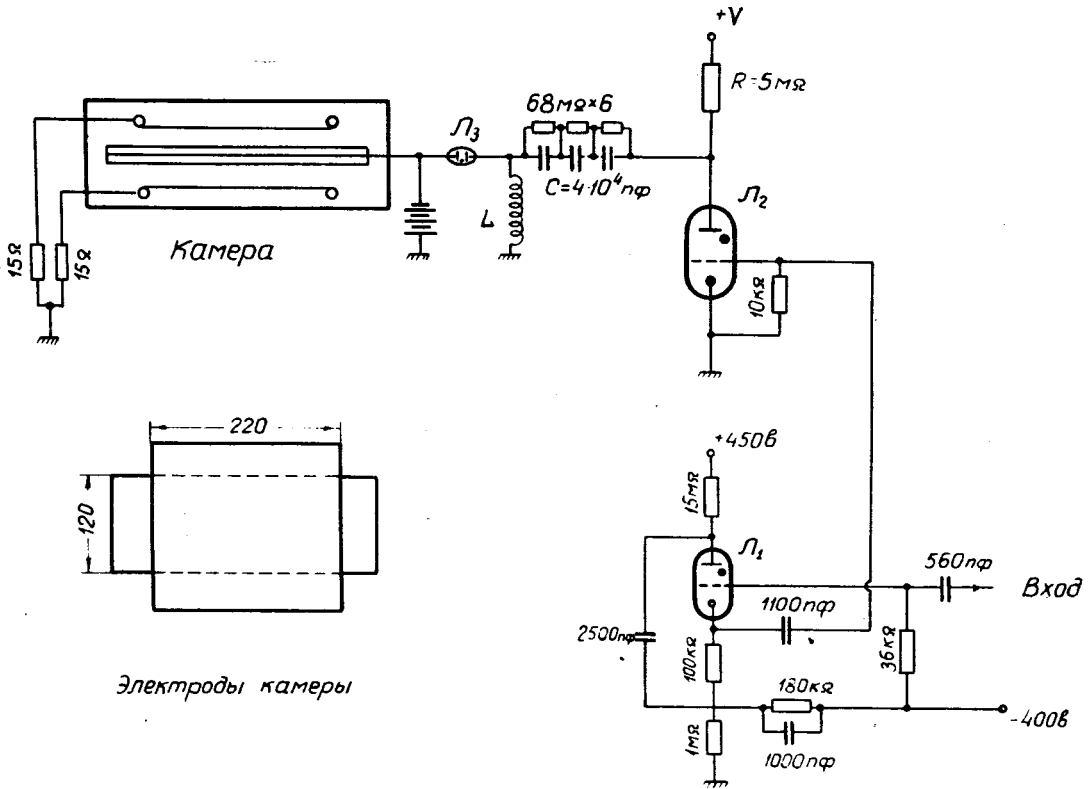 +V
R=5мΩ
68мΩ×6
Л₃
C=4·10⁴пф
Л₂
L
15Ω
15Ω
Камера
10кΩ
220
120
Электроды камеры
+450в
15мΩ
Л₁
560пф
Вход
1100пф
2500пф
100кΩ
36кΩ
180кΩ
-400в
1мΩ
1000пф